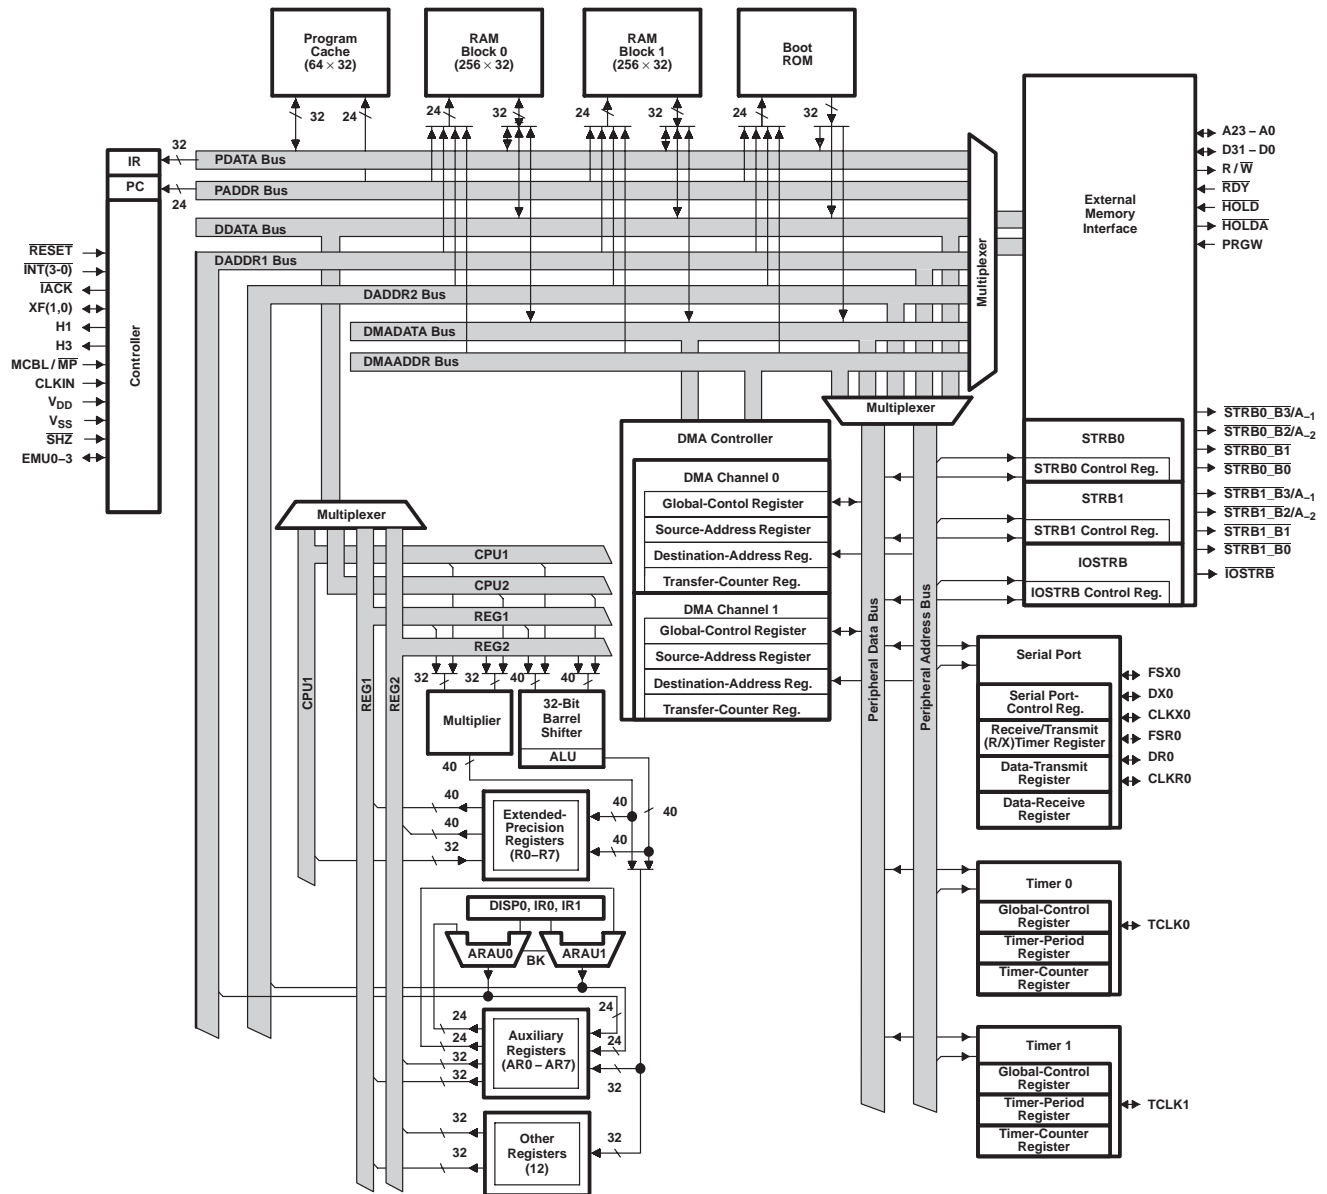 Program
Cache
(64 × 32)
RAM
Block 0
(256 × 32)
RAM
Block 1
(256 × 32)
Boot
ROM
32
24
24
32
24
32
24
32
IR
PC
32
24
Controller
PDATA Bus
PADDR Bus
DDATA Bus
DADDR1 Bus
DADDR2 Bus
DMADATA Bus
DMAADDR Bus
Multiplexer
External
Memory
Interface
A23 – A0
D31 – D0
R / W
RDY
HOLD
HOLDA
PRGW
RESET
INT(3-0)
IACK
XF(1,0)
H1
H3
MCBL / MP
CLKIN
VDD
VSS
SHZ
EMU0–3
Multiplexer
STRB0
STRB0 Control Reg.
STRB1
STRB1 Control Reg.
IOSTRB
IOSTRB Control Reg.
STRB0_B3/A–1
STRB0_B2/A–2
STRB0_B1
STRB0_B0
STRB1_B3/A–1
STRB1_B2/A–2
STRB1_B1
STRB1_B0
IOSTRB
DMA Controller
DMA Channel 0
Global-Contol Register
Source-Address Register
Destination-Address Reg.
Transfer-Counter Reg.
DMA Channel 1
Global-Control Register
Source-Address Register
Destination-Address Reg.
Transfer-Counter Reg.
Peripheral Data Bus
Peripheral Address Bus
Multiplexer
CPU1
CPU2
REG1
REG2
CPU1
REG1
REG2
32
32
40
40
Multiplier
32-Bit
Barrel
Shifter
ALU
40
40
40
40
32
Extended-
Precision
Registers
(R0–R7)
40
40
40
DISP0, IR0, IR1
ARAU0
BK
ARAU1
24
24
32
32
Auxiliary
Registers
(AR0 – AR7)
24
24
32
32
32
Other
Registers
(12)
32
Serial Port
Serial Port-
Control Reg.
Receive/Transmit
(R/X)Timer Register
Data-Transmit
Register
Data-Receive
Register
FSX0
DX0
CLKX0
FSR0
DR0
CLKR0
Timer 0
Global-Control
Register
Timer-Period
Register
Timer-Counter
Register
TCLK0
Timer 1
Global-Control
Register
Timer-Period
Register
Timer-Counter
Register
TCLK1